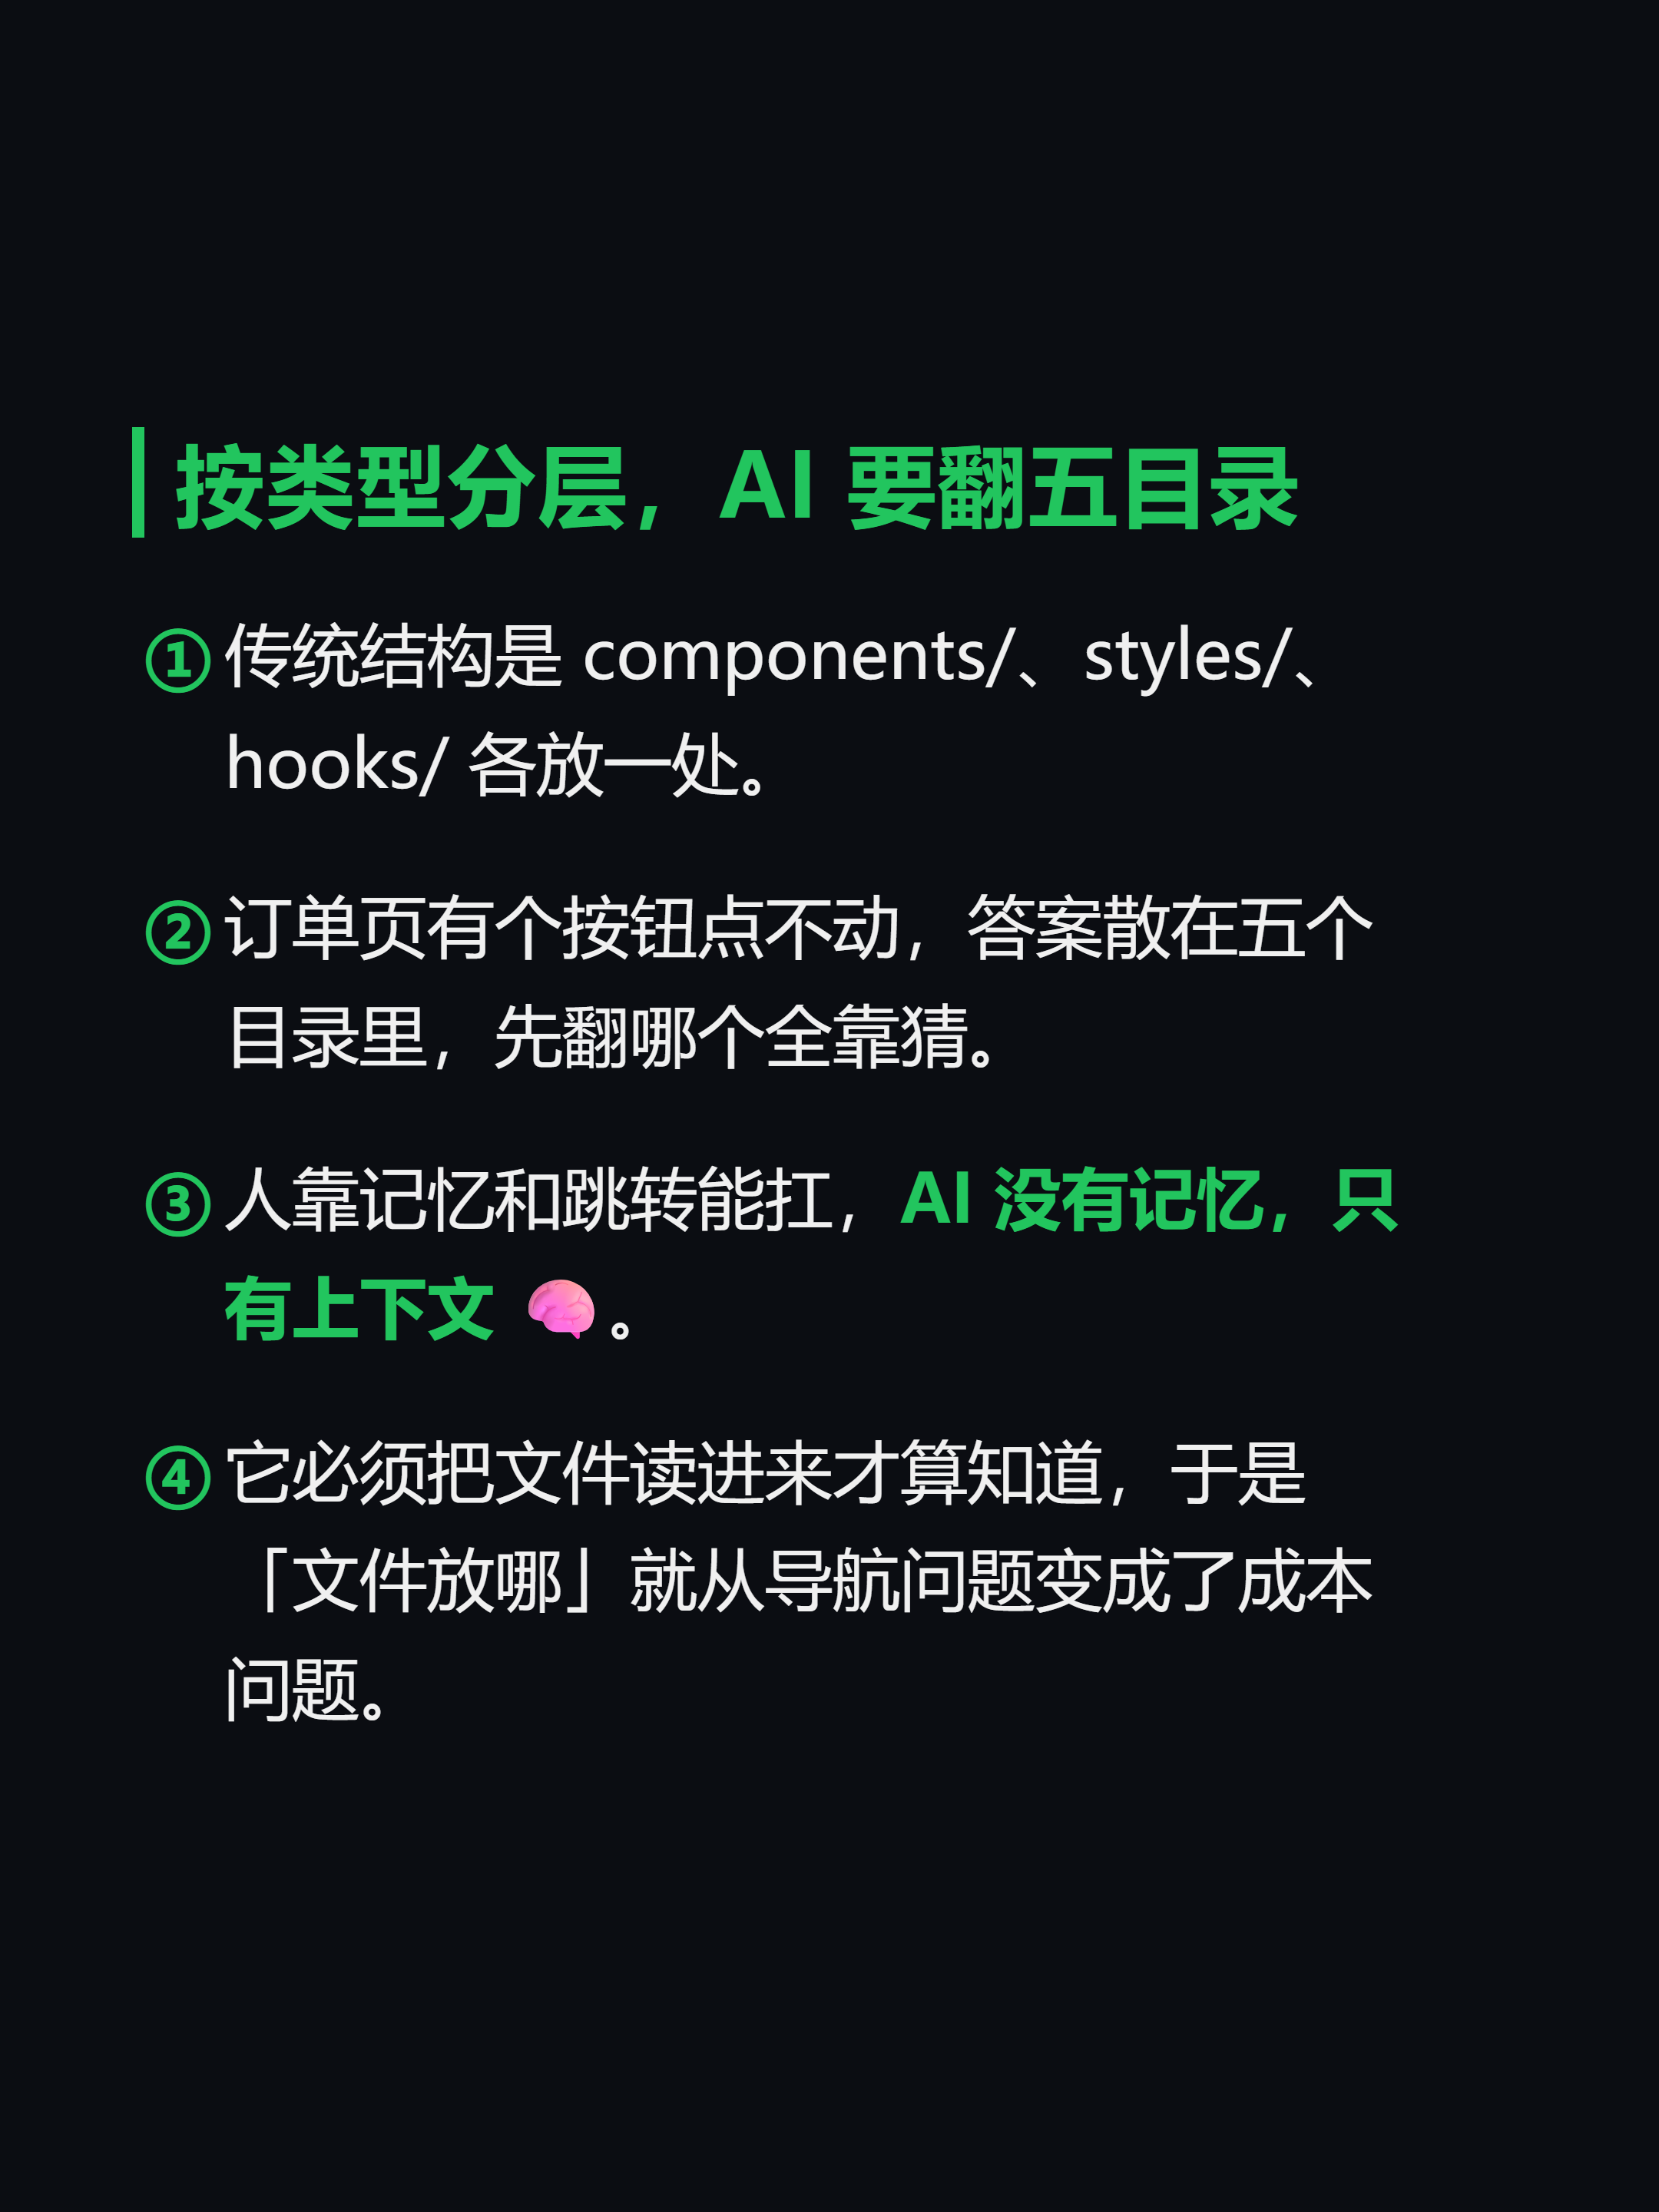 按类型分层，AI 要翻五目录
① 传统结构是 components/、styles/、
hooks/ 各放一处。
② 订单页有个按钮点不动，答案散在五个
目录里，先翻哪个全靠猜。
③ 人靠记忆和跳转能扛，AI 没有记忆，只
有上下文 🧠。
④ 它必须把文件读进来才算知道，于是
「文件放哪」就从导航问题变成了成本
问题。